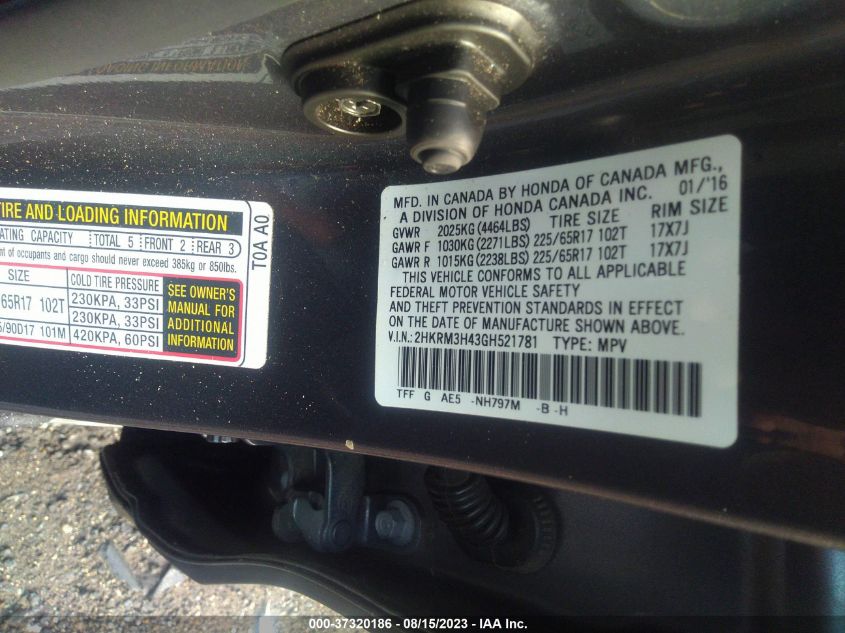 TIRE AND LOADING INFORMATION
ATING CAPACITY TOTAL 5 FRONT 2 REAR 3
nt of occupants and cargo should never exceed 385kg or 850lbs.
SIZE COLD TIRE PRESSURE
65R17 102T 230KPA, 33PSI
230KPA, 33PSI
/90D17 101M 420KPA, 60PSI
SEE OWNER'S
MANUAL FOR
ADDITIONAL
INFORMATION
T0A A0
MFD. IN CANADA BY HONDA OF CANADA MFG.,
A DIVISION OF HONDA CANADA INC. 01/'16
GVWR 2025KG (4464LBS) TIRE SIZE RIM SIZE
GAWR F 1030KG (2271LBS) 225/65R17 102T 17X7J
GAWR R 1015KG (2238LBS) 225/65R17 102T 17X7J
THIS VEHICLE CONFORMS TO ALL APPLICABLE
FEDERAL MOTOR VEHICLE SAFETY
AND THEFT PREVENTION STANDARDS IN EFFECT
ON THE DATE OF MANUFACTURE SHOWN ABOVE.
V.I.N.: 2HKRM3H43GH521781 TYPE: MPV
TFF G AE5 -NH797M -B -H
000-37320186 - 08/15/2023 - IAA Inc.